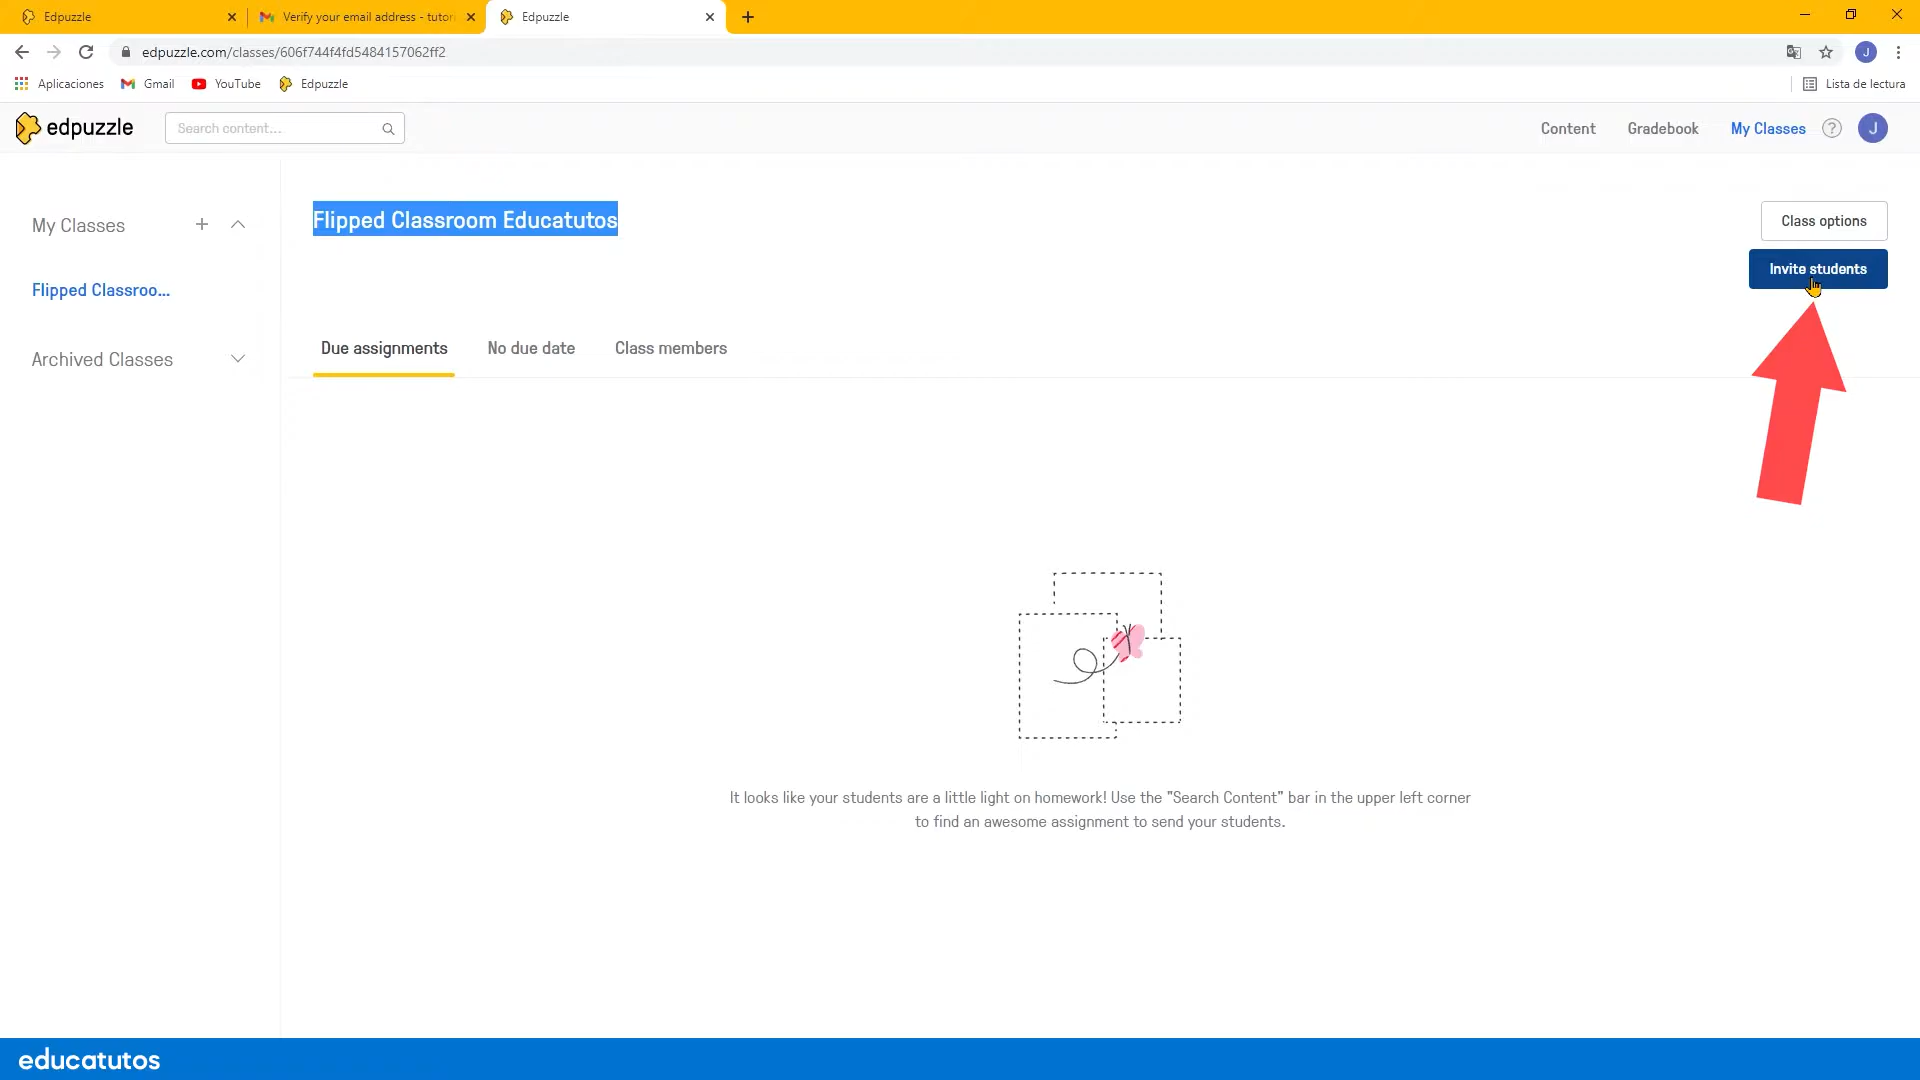 Edpuzzle
Verify your email address - tutori
Edpuzzle
edpuzzle.com/classes/606f744f4fd5484157062ff2
J
Aplicaciones
Gmail
YouTube
Edpuzzle
Lista de lectura
edpuzzle
Search content...
Content
Gradebook
My Classes
?
J
My Classes
Flipped Classroo...
Archived Classes
Flipped Classroom Educatutos
Class options
Invite students
Due assignments
No due date
Class members
It looks like your students are a little light on homework! Use the "Search Content" bar in the upper left corner
to find an awesome assignment to send your students.
educatutos